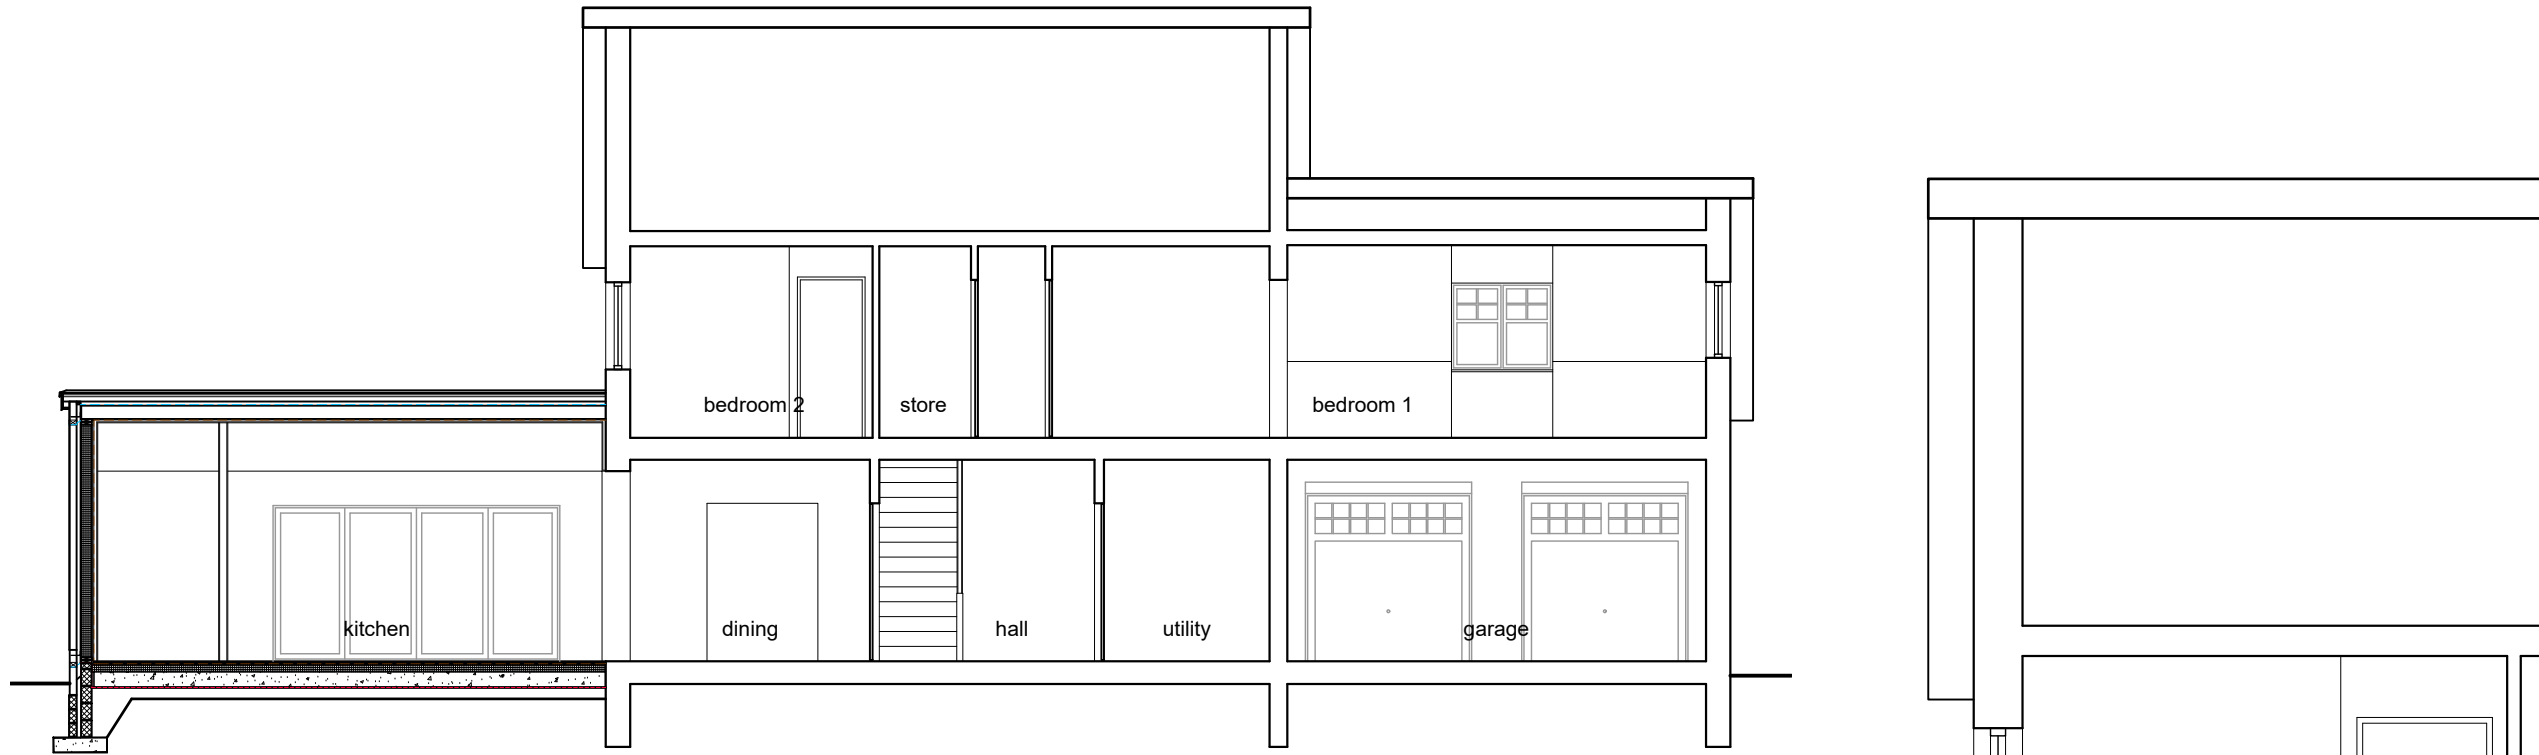 bedroom 2
store
bedroom 1
kitchen
dining
hall
utility
garage